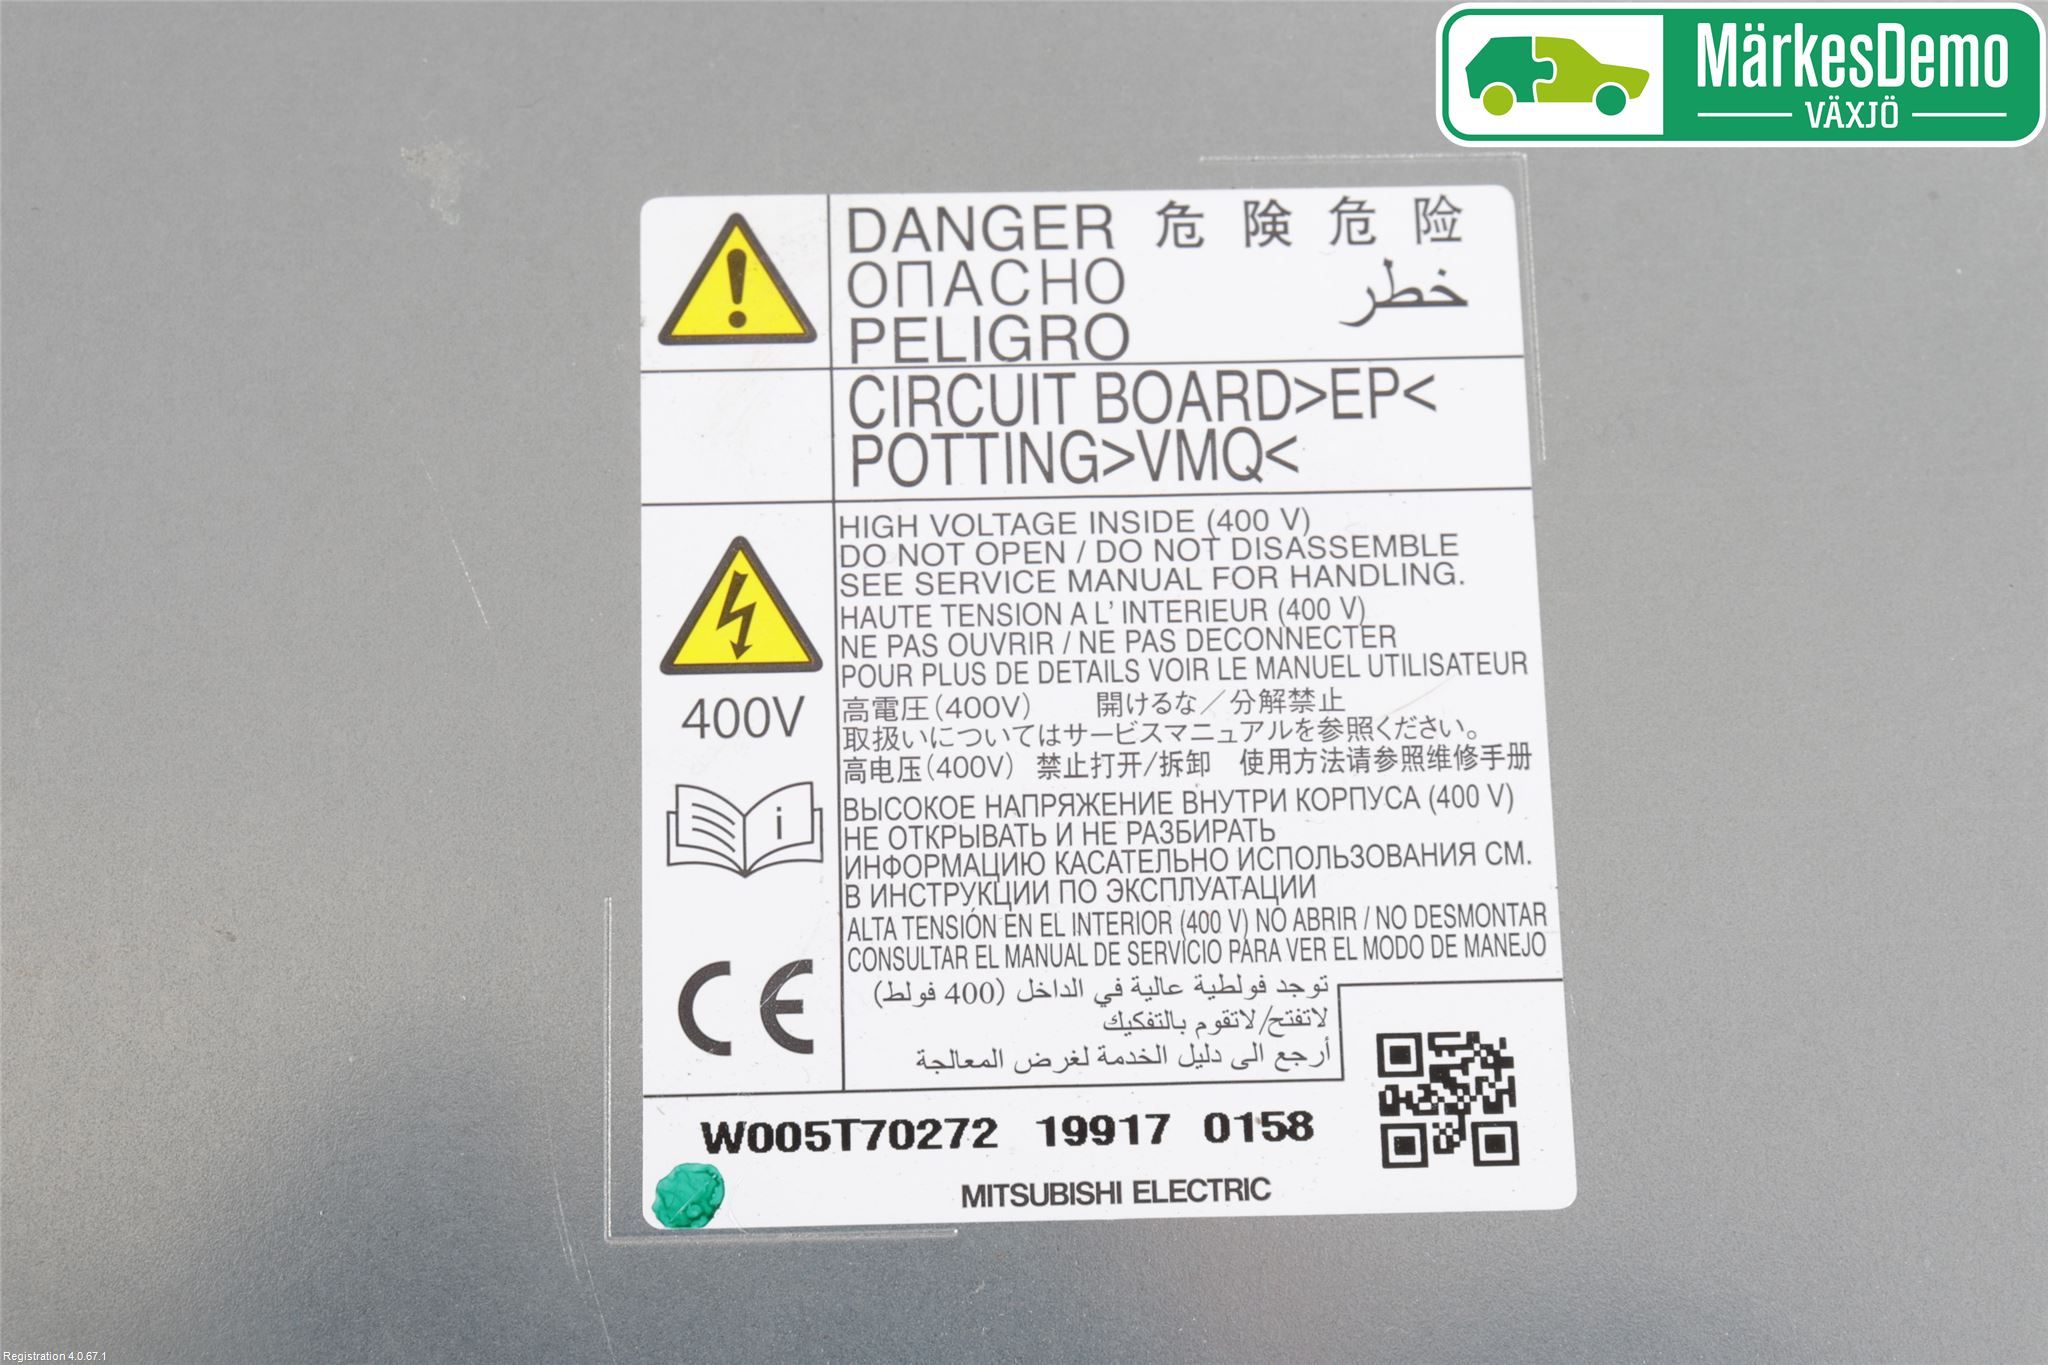 MärkesDemo
VÄXJÖ
DANGER 危険危险
ОПАСНО
خطر
PELIGRO
CIRCUIT BOARD>EP<
POTTING>VMQ<
HIGH VOLTAGE INSIDE (400 V)
DO NOT OPEN / DO NOT DISASSEMBLE
SEE SERVICE MANUAL FOR HANDLING.
HAUTE TENSION A L' INTERIEUR (400 V)
NE PAS OUVRIR / NE PAS DECONNECTER
POUR PLUS DE DETAILS VOIR LE MANUEL UTILISATEUR
400V
高電圧(400V) 開けるな／分解禁止
取扱いについてはサービスマニュアルを参照ください。
高电压(400V) 禁止打开/拆卸 使用方法请参照维修手册
i
ВЫСОКОЕ НАПРЯЖЕНИЕ ВНУТРИ КОРПУСА (400 V)
НЕ ОТКРЫВАТЬ И НЕ РАЗБИРАТЬ
ИНФОРМАЦИЮ КАСАТЕЛЬНО ИСПОЛЬЗОВАНИЯ СМ.
В ИНСТРУКЦИИ ПО ЭКСПЛУАТАЦИИ
ALTA TENSIÓN EN EL INTERIOR (400 V) NO ABRIR / NO DESMONTAR
CONSULTAR EL MANUAL DE SERVICIO PARA VER EL MODO DE MANEJO
CE
توجد فولطية عالية في الداخل (400 فولط)
لاتفتح/لاتقوم بالتفكيك
أرجع الى دليل الخدمة لغرض المعالجة
W005T70272 19917 0158
MITSUBISHI ELECTRIC
Registration 4.0.67.1